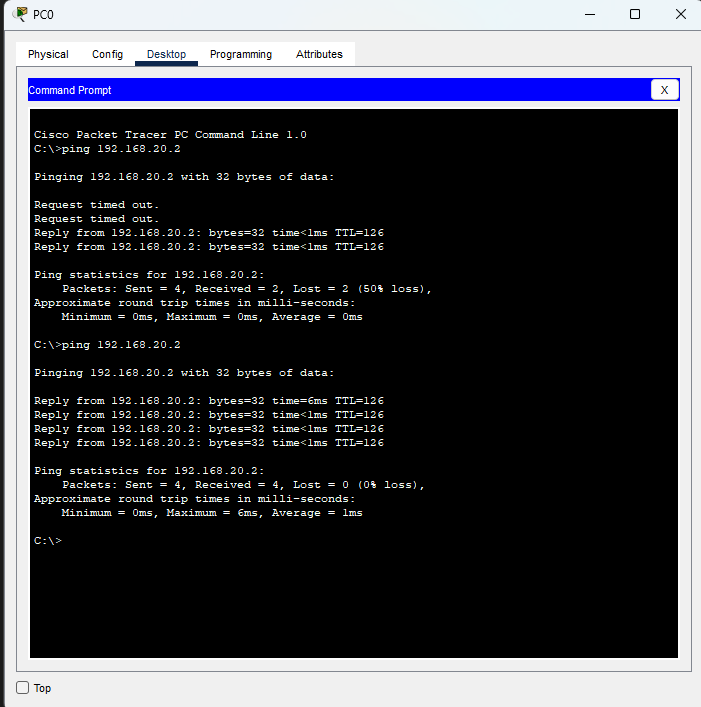 PC0
Physical Config Desktop Programming Attributes
Command Prompt
X
Cisco Packet Tracer PC Command Line 1.0
C:\>ping 192.168.20.2
Pinging 192.168.20.2 with 32 bytes of data:
Request timed out.
Request timed out.
Reply from 192.168.20.2: bytes=32 time<1ms TTL=126
Reply from 192.168.20.2: bytes=32 time<1ms TTL=126
Ping statistics for 192.168.20.2:
Packets: Sent = 4, Received = 2, Lost = 2 (50% loss),
Approximate round trip times in milli-seconds:
Minimum = 0ms, Maximum = 0ms, Average = 0ms
C:\>ping 192.168.20.2
Pinging 192.168.20.2 with 32 bytes of data:
Reply from 192.168.20.2: bytes=32 time=6ms TTL=126
Reply from 192.168.20.2: bytes=32 time<1ms TTL=126
Reply from 192.168.20.2: bytes=32 time<1ms TTL=126
Reply from 192.168.20.2: bytes=32 time<1ms TTL=126
Ping statistics for 192.168.20.2:
Packets: Sent = 4, Received = 4, Lost = 0 (0% loss),
Approximate round trip times in milli-seconds:
Minimum = 0ms, Maximum = 6ms, Average = 1ms
C:\>
Top